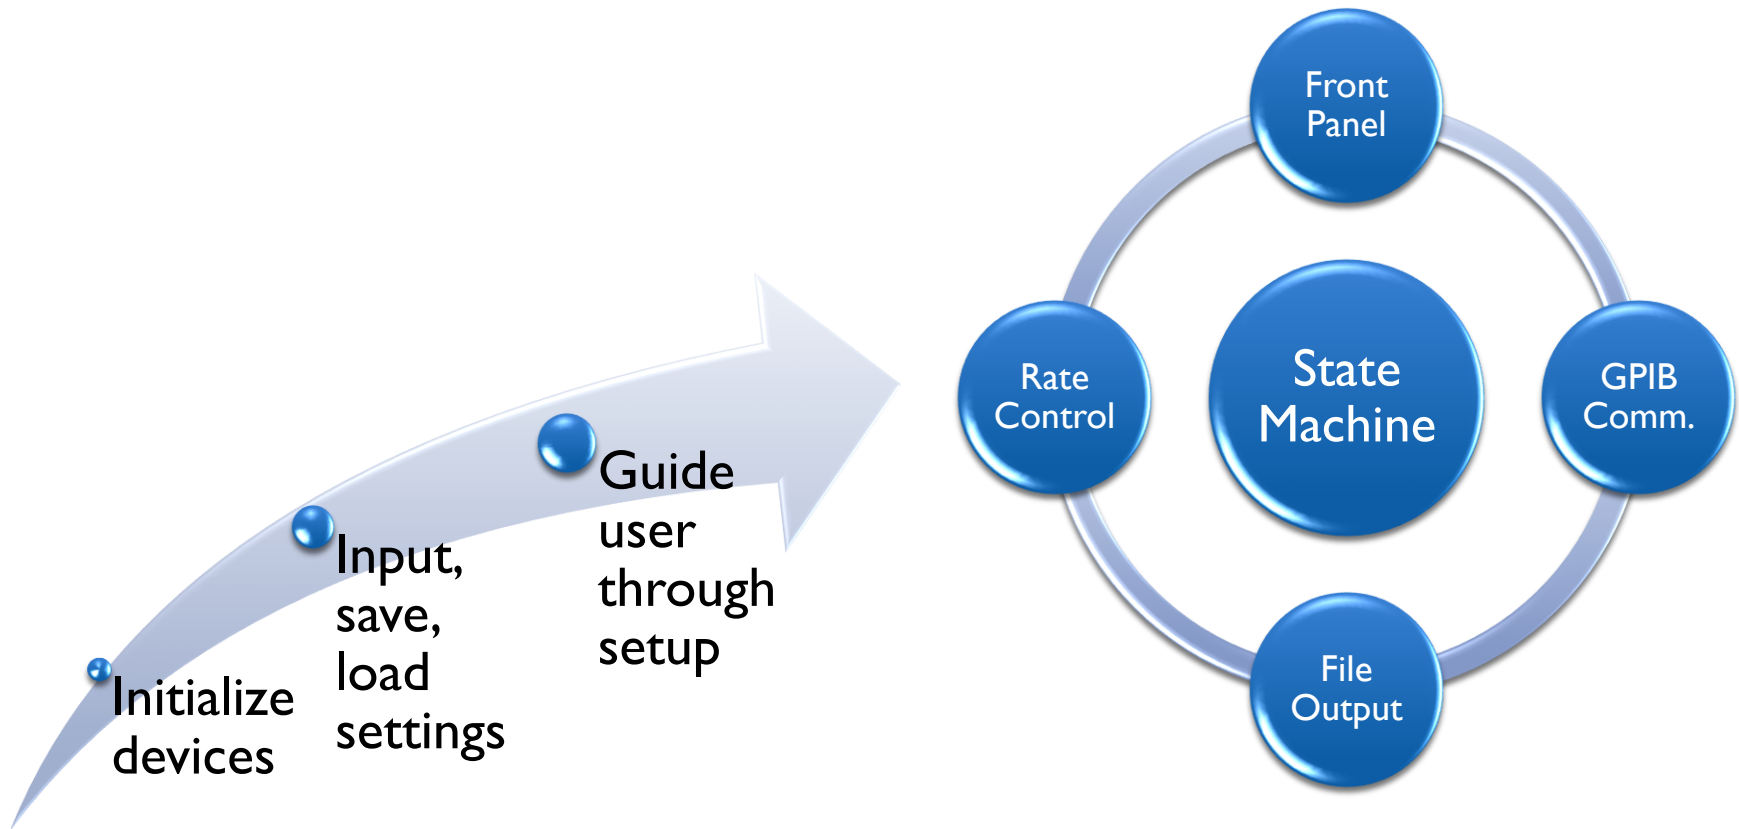 Initialize
devices
Input,
save,
load
settings
Guide
user
through
setup
Front
Panel
Rate
Control
State
Machine
GPIB
Comm.
File
Output